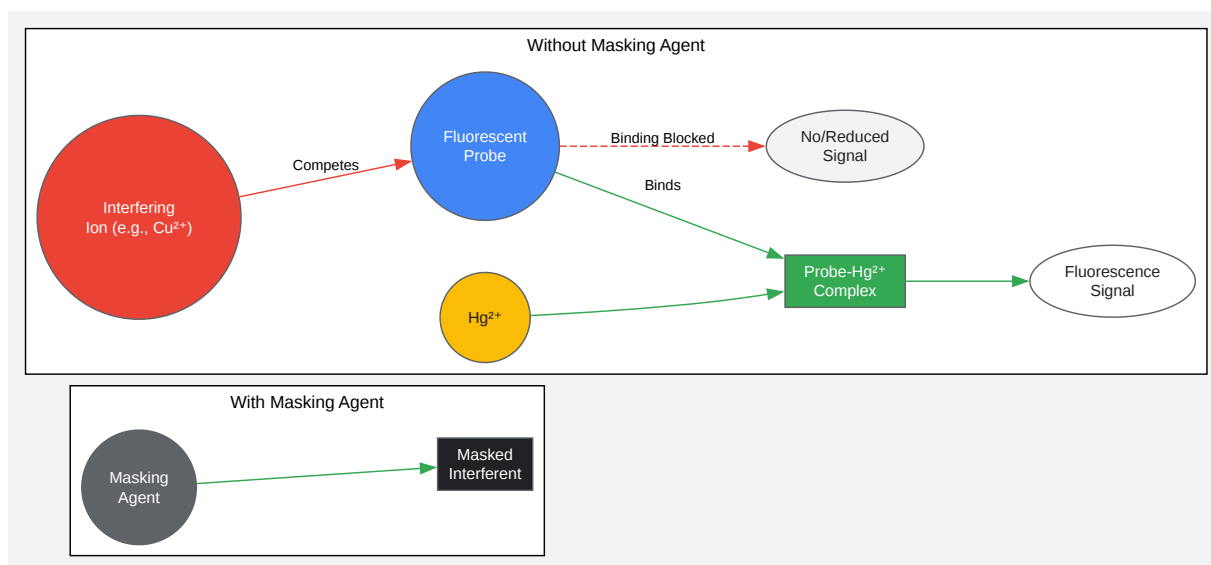 Without Masking Agent
Interfering
Ion (e.g., Cu²⁺)
Competes
Fluorescent
Probe
Binding Blocked
No/Reduced
Signal
Binds
Hg²⁺
Probe-Hg²⁺
Complex
Fluorescence
Signal
With Masking Agent
Masking
Agent
Masked
Interferent